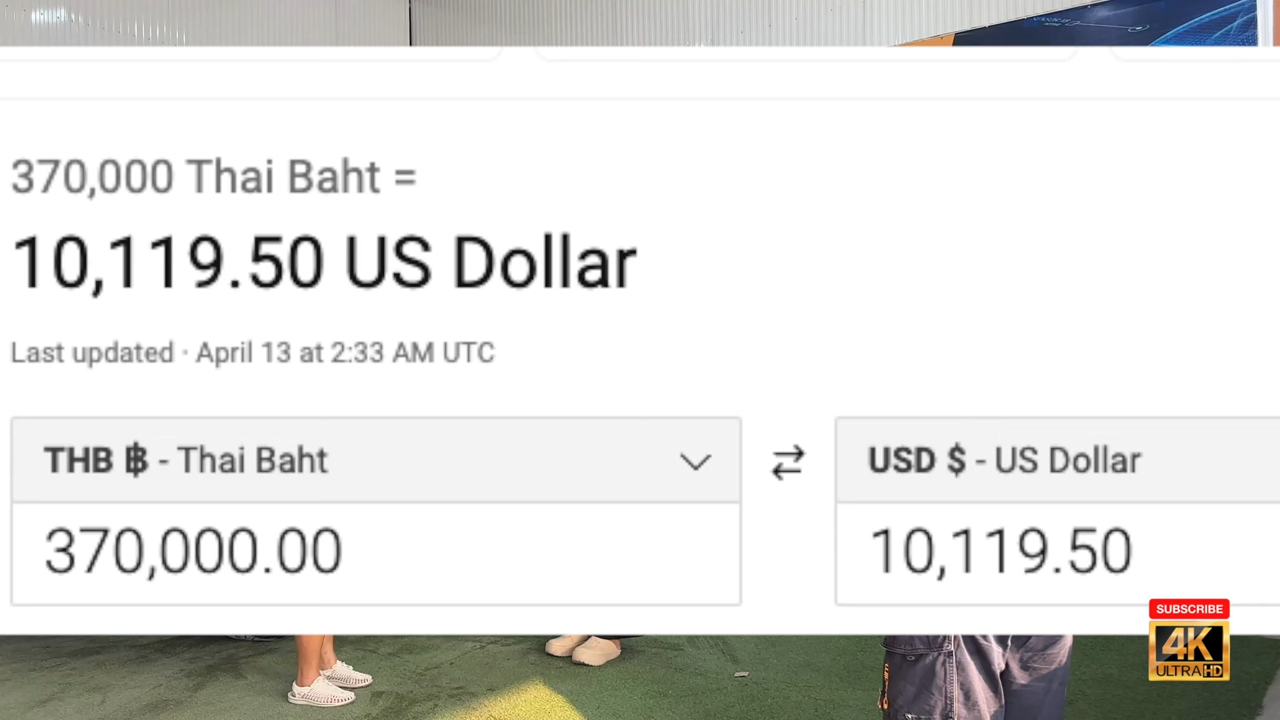 370,000 Thai Baht =
10,119.50 US Dollar
Last updated · April 13 at 2:33 AM UTC
THB ฿ - Thai Baht
USD $ - US Dollar
370,000.00
10,119.50
SUBSCRIBE
4K
ULTRA HD